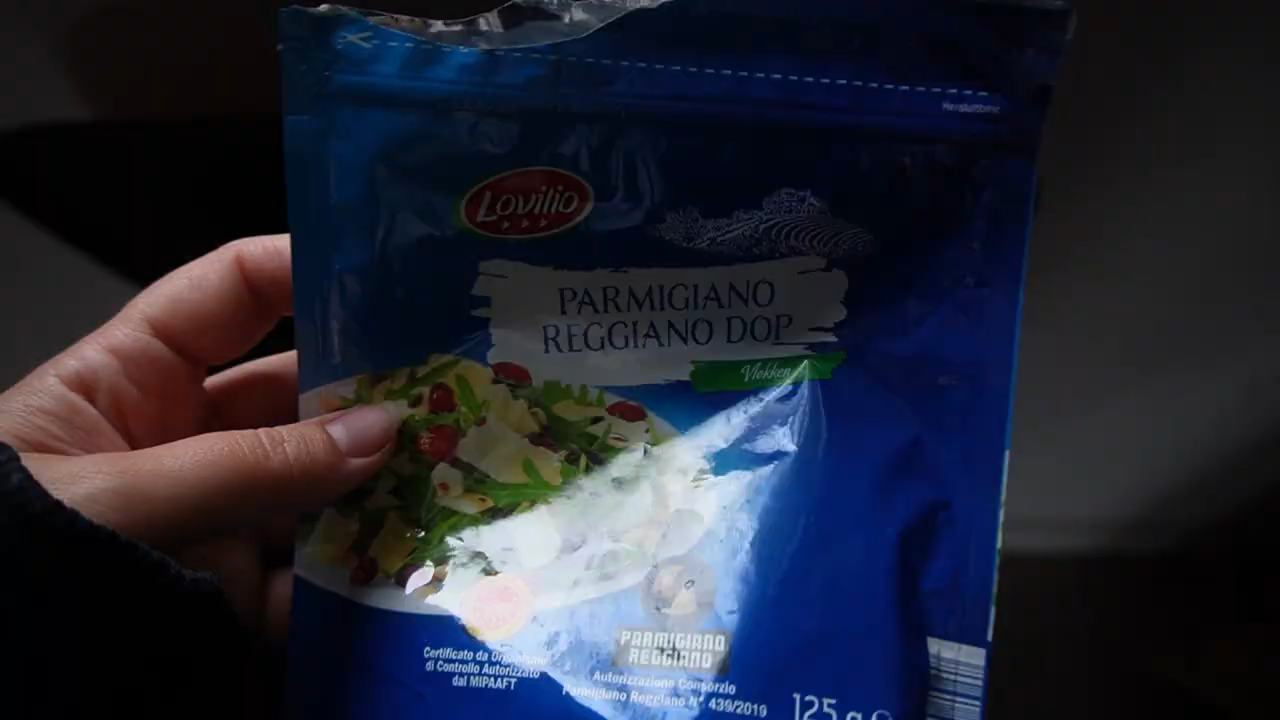 Hersluitbaar
Lovilio
PARMIGIANO
REGGIANO DOP
Vlokken
Certificato da Organismo
di Controllo Autorizzato
dal MIPAAFT
PARMIGIANO
REGGIANO
Autorizzazione Consorzio
Parmigiano Reggiano N° 439/2019
125 g e